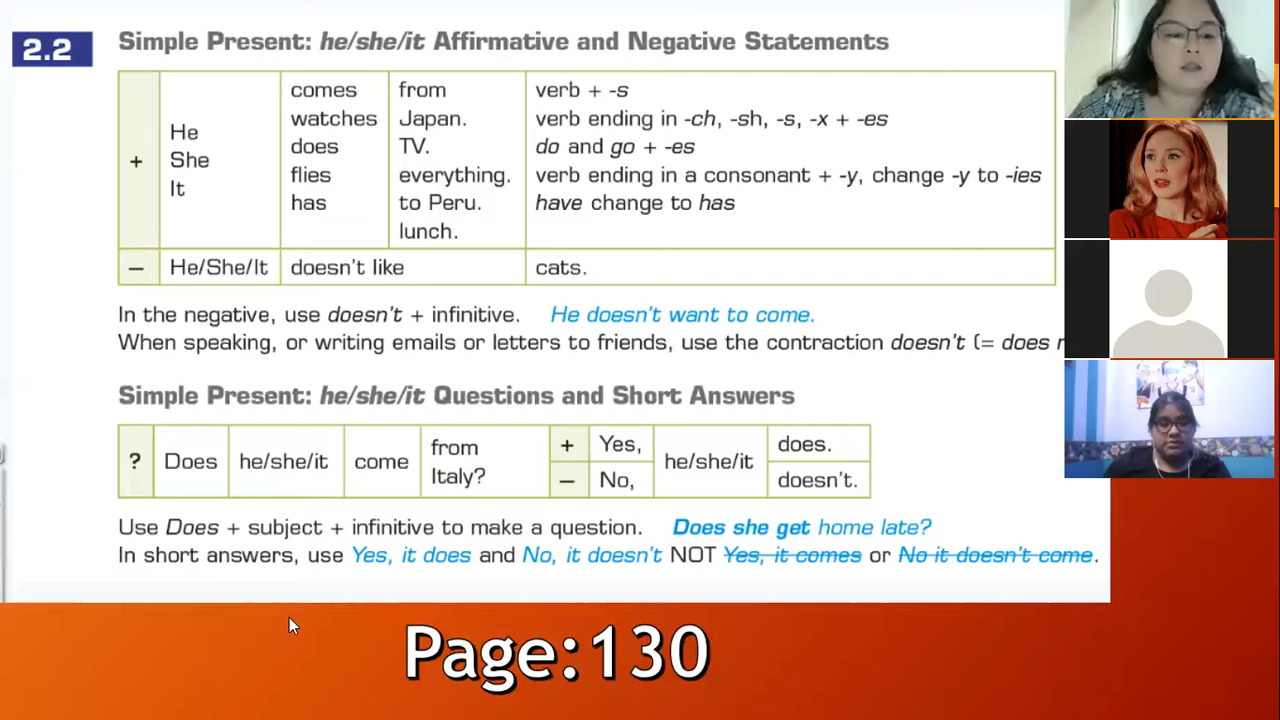 2.2
Simple Present: he/she/it Affirmative and Negative Statements
+
He
She
It
comes
watches
does
flies
has
from
Japan.
TV.
everything.
to Peru.
lunch.
verb + -s
verb ending in -ch, -sh, -s, -x + -es
do and go + -es
verb ending in a consonant + -y, change -y to -ies
have change to has
– He/She/It doesn't like cats.
In the negative, use doesn't + infinitive. He doesn't want to come.
When speaking, or writing emails or letters to friends, use the contraction doesn't (= does
Simple Present: he/she/it Questions and Short Answers
? Does he/she/it come
from
Italy?
+ Yes,
– No,
he/she/it
does.
doesn't.
Use Does + subject + infinitive to make a question. Does she get home late?
In short answers, use Yes, it does and No, it doesn't NOT Yes, it comes or No it doesn't come.
Page:130